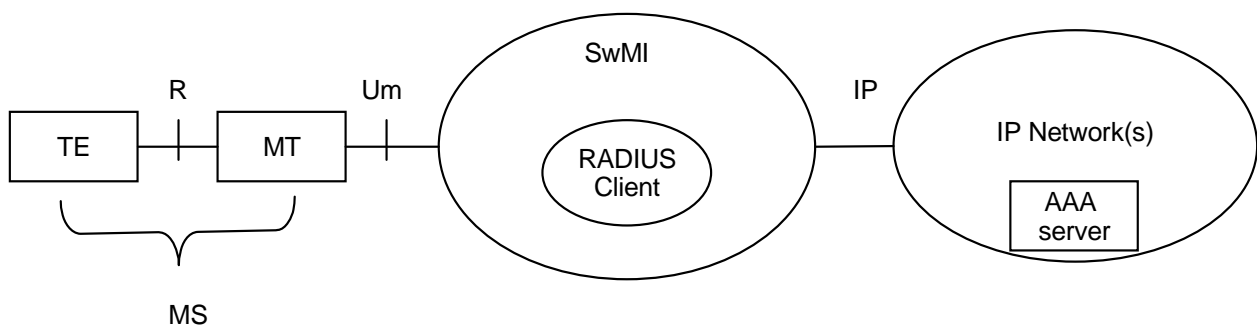 SwMI
R
Um
IP
TE
MT
IP Network(s)
RADIUS
Client
AAA
server
MS